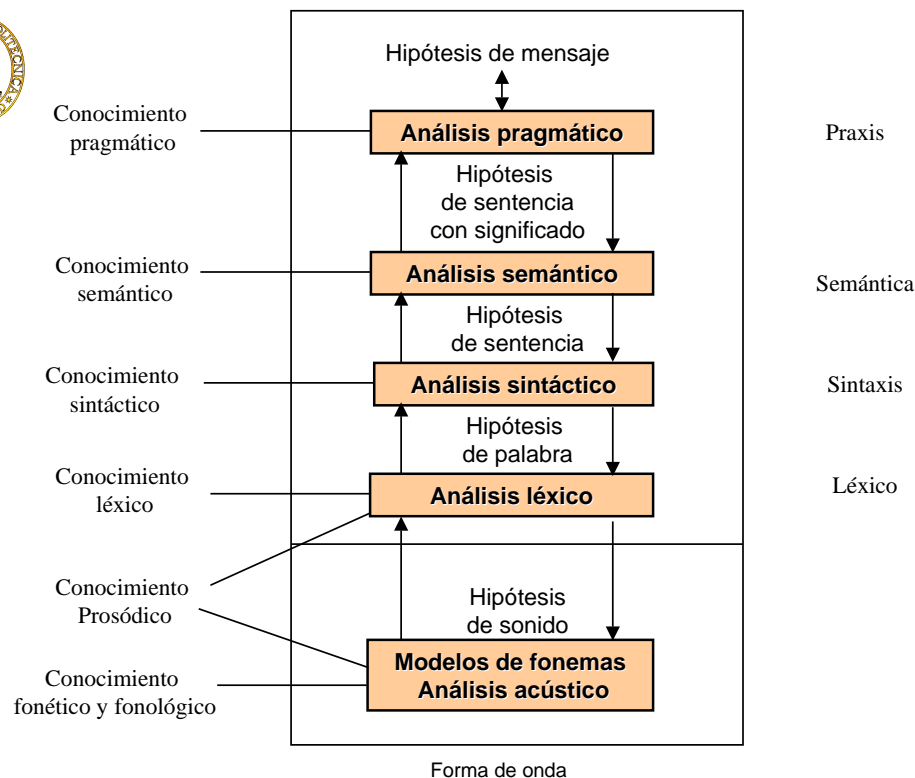 POLITECNICA
Hipótesis de mensaje
Conocimiento
pragmático
Análisis pragmático
Praxis
Hipótesis
de sentencia
con significado
Conocimiento
semántico
Análisis semántico
Semántica
Hipótesis
de sentencia
Conocimiento
sintáctico
Análisis sintáctico
Sintaxis
Hipótesis
de palabra
Conocimiento
léxico
Análisis léxico
Léxico
Conocimiento
Prosódico
Hipótesis
de sonido
Modelos de fonemas
Análisis acústico
Conocimiento
fonético y fonológico
Forma de onda